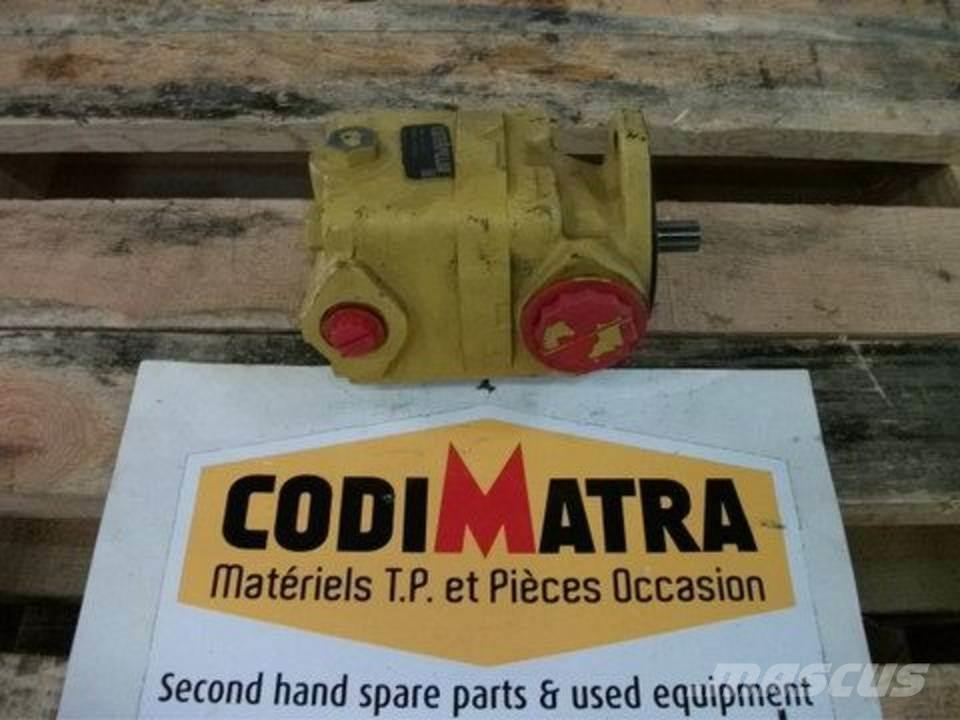 CODIMATRA
Matériels T.P. et Pièces Occasion
Second hand spare parts & used equipment
MASCUS